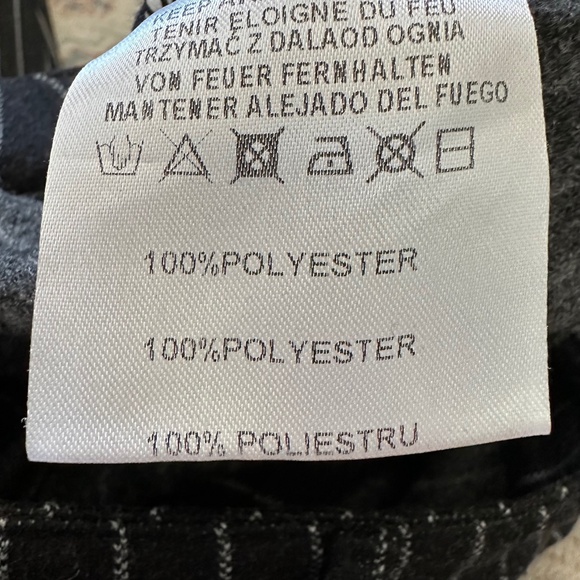 KEEP A
TENIR ELOIGNE DU FEU
TRZYMAĆ Z DALAOD OGNIA
VON FEUER FERNHALTEN
MANTENER ALEJADO DEL FUEGO
100%POLYESTER
100%POLYESTER
100% POLIESTRU